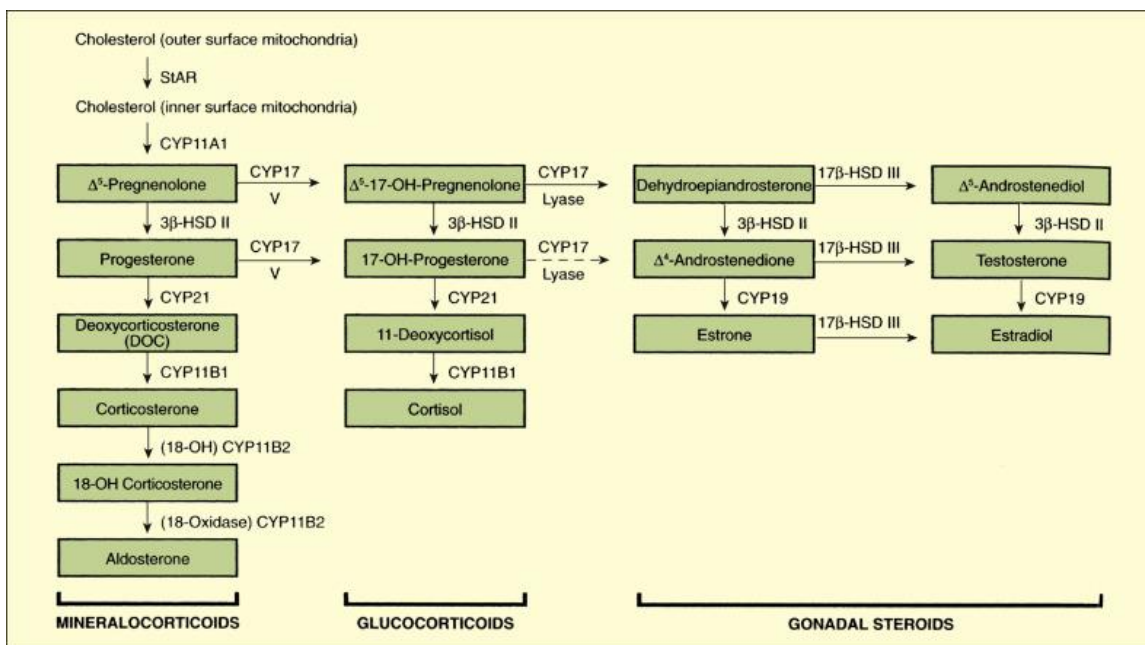 Cholesterol (outer surface mitochondria)
StAR
Cholesterol (inner surface mitochondria)
CYP11A1
Δ⁵-Pregnenolone
CYP17
V
Δ⁵-17-OH-Pregnenolone
CYP17
Lyase
Dehydroepiandrosterone
17β-HSD III
Δ⁵-Androstenediol
3β-HSD II
3β-HSD II
3β-HSD II
3β-HSD II
Progesterone
CYP17
V
17-OH-Progesterone
CYP17
Lyase
Δ⁴-Androstenedione
17β-HSD III
Testosterone
CYP21
CYP21
CYP19
CYP19
Deoxycorticosterone
(DOC)
11-Deoxycortisol
Estrone
17β-HSD III
Estradiol
CYP11B1
CYP11B1
Corticosterone
Cortisol
(18-OH) CYP11B2
18-OH Corticosterone
(18-Oxidase) CYP11B2
Aldosterone
MINERALOCORTICOIDS
GLUCOCORTICOIDS
GONADAL STEROIDS